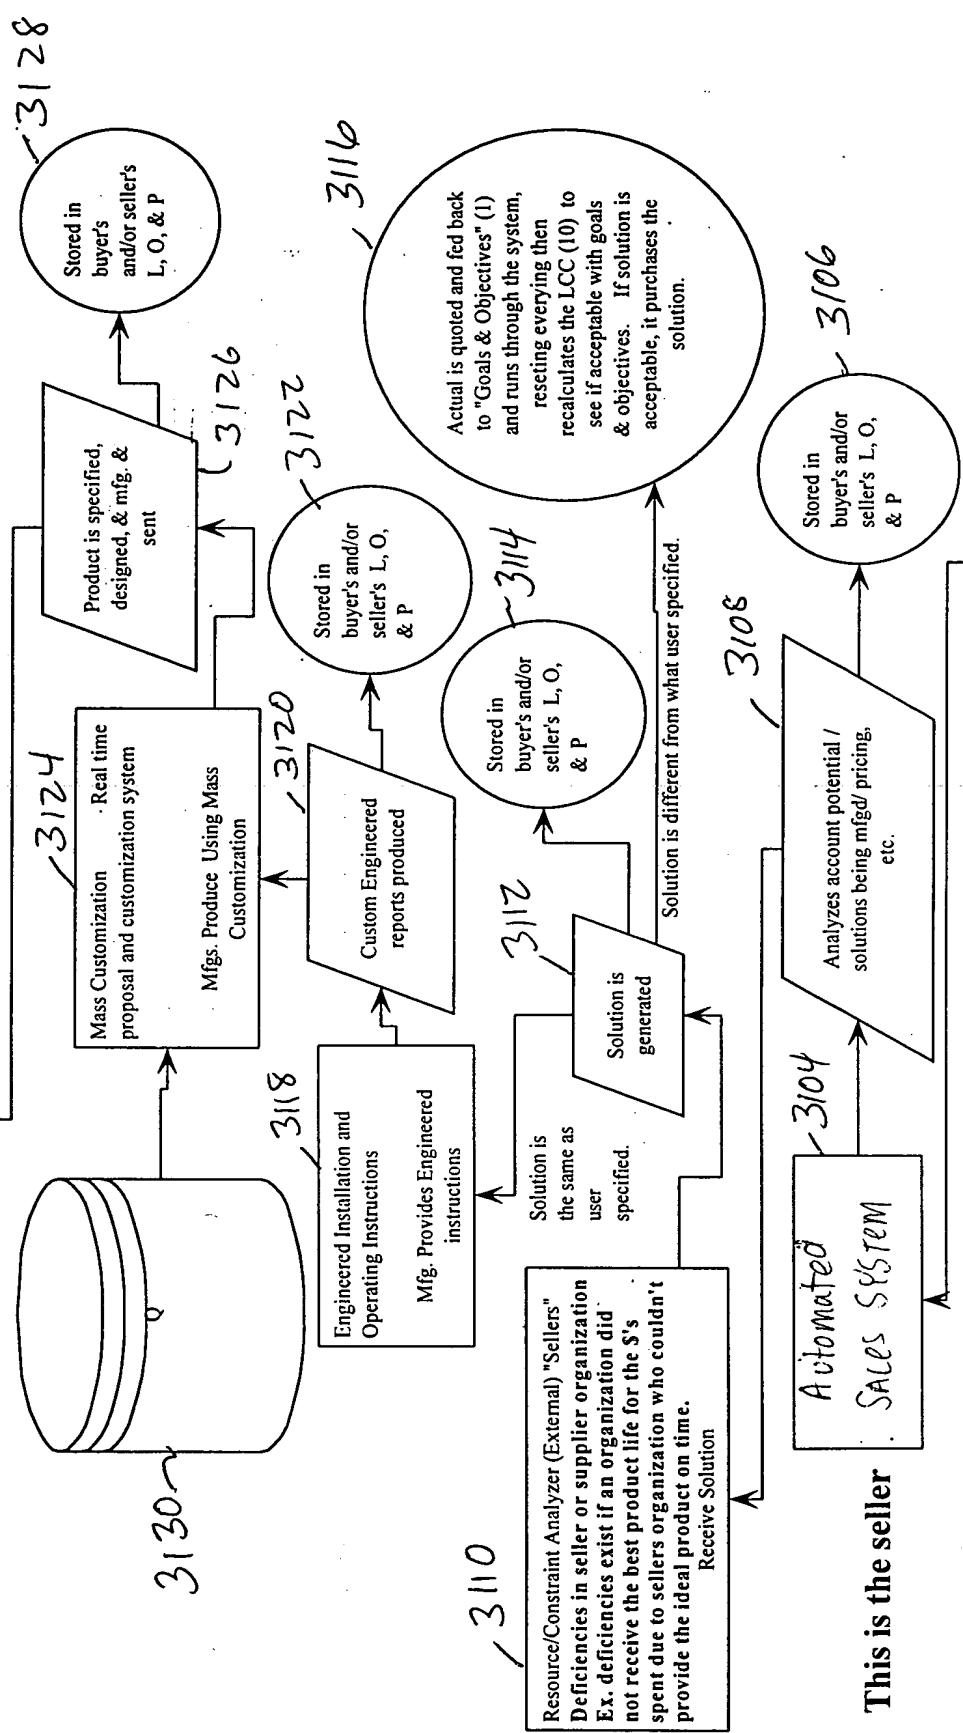 3128
Stored in
buyer's
and/or seller's
L, O, & P
Product is specified,
designed, & mfg. &
sent
3126
3124
Mass Customization - Real time
proposal and customization system
Mfgs. Produce Using Mass
Customization
3130
3122
Stored in
buyer's and/or
seller's L, O,
& P
3120
Custom Engineered
reports produced
3118
Engineered Installation and
Operating Instructions
Mfg. Provides Engineered
instructions
3116
Actual is quoted and fed back
to "Goals & Objectives" (1)
and runs through the system,
reseting everying then
recalculates the LCC (10) to
see if acceptable with goals
& objectives. If solution is
acceptable, it purchases the
solution.
3114
Stored in
buyer's and/or
seller's L, O,
& P
3112
Solution is
generated
Solution is
the same as
user
specified.
Solution is different from what user specified.
3110
Resource/Constraint Analyzer (External) "Sellers"
Deficiencies in seller or supplier organization
Ex. deficiencies exist if an organization did
not receive the best product life for the $'s
spent due to sellers organization who couldn't
provide the ideal product on time.
Receive Solution
3106
Stored in
buyer's and/or
seller's L, O,
& P
3108
Analyzes account potential /
solutions being mfgd/ pricing,
etc.
3104
Automated
SALES SYSTEM
This is the seller